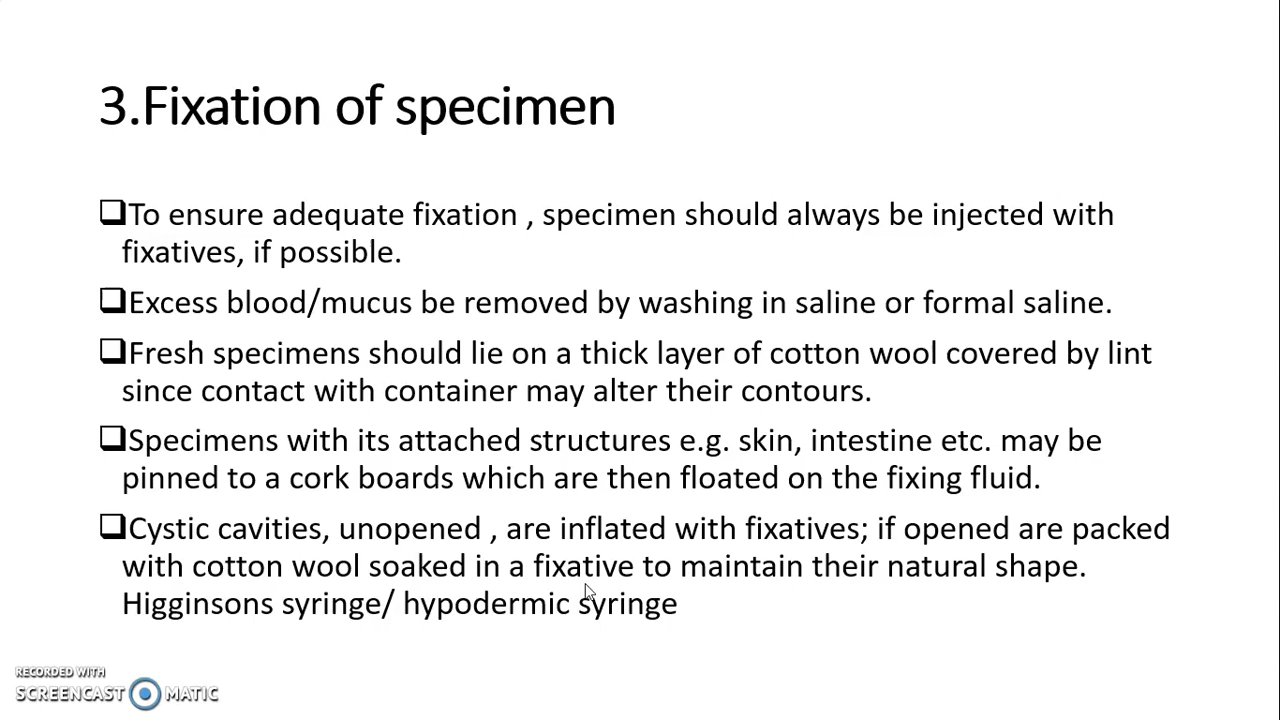 3.Fixation of specimen
❑To ensure adequate fixation , specimen should always be injected with
fixatives, if possible.
❑Excess blood/mucus be removed by washing in saline or formal saline.
❑Fresh specimens should lie on a thick layer of cotton wool covered by lint
since contact with container may alter their contours.
❑Specimens with its attached structures e.g. skin, intestine etc. may be
pinned to a cork boards which are then floated on the fixing fluid.
❑Cystic cavities, unopened , are inflated with fixatives; if opened are packed
with cotton wool soaked in a fixative to maintain their natural shape.
Higginsons syringe/ hypodermic syringe
RECORDED WITH
SCREENCAST MATIC